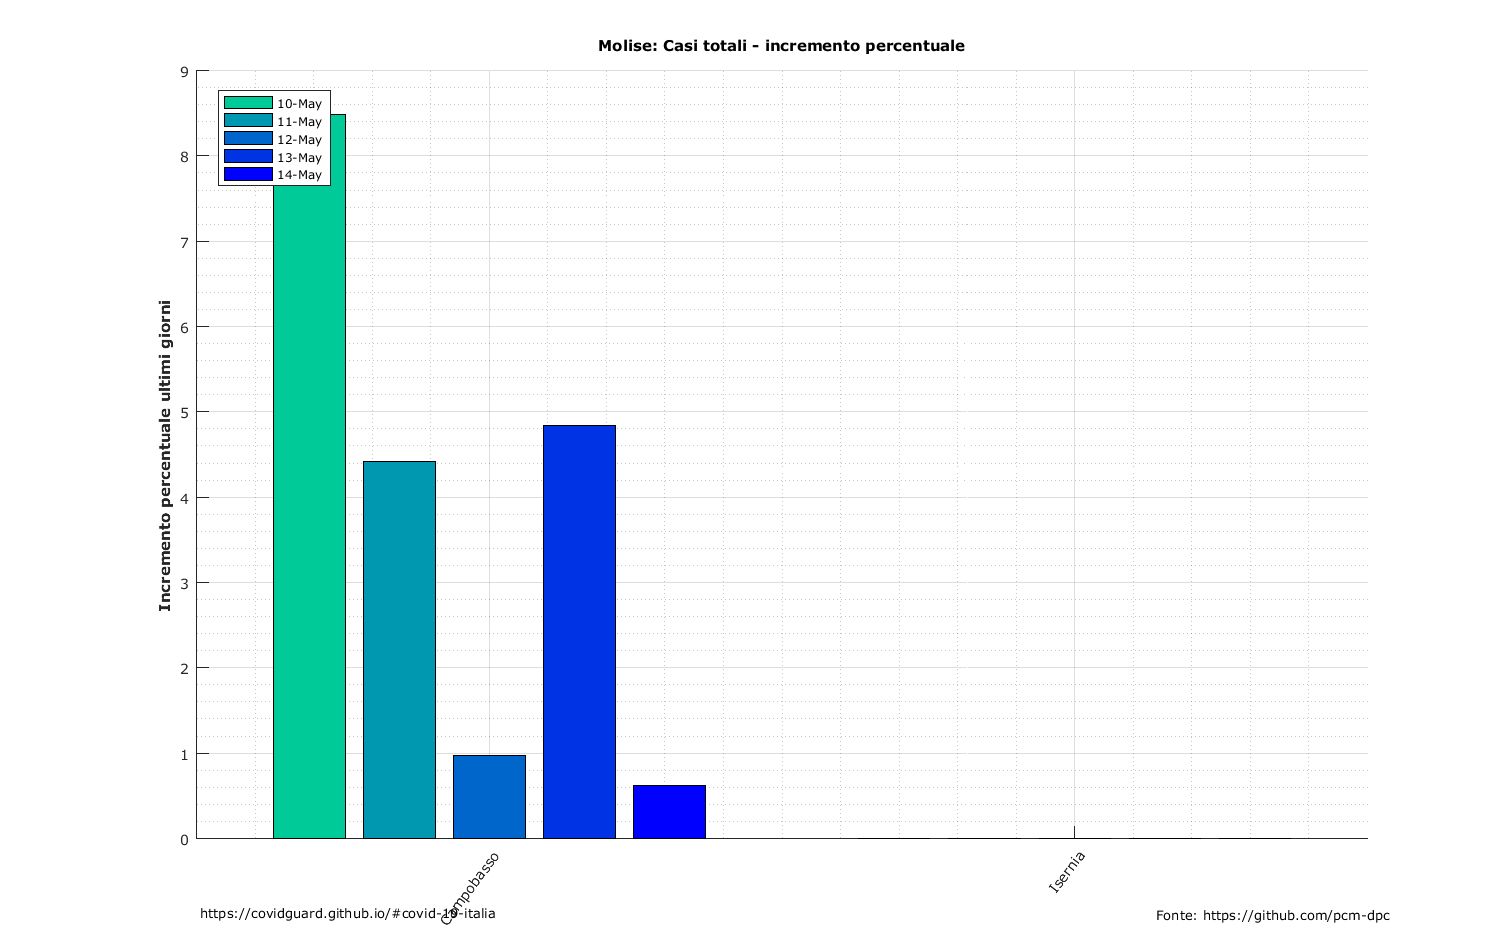 Molise: Casi totali - incremento percentuale
Incremento percentuale ultimi giorni
9
8
7
6
5
4
3
2
1
0
10-May
11-May
12-May
13-May
14-May
Campobasso
Isernia
https://covidguard.github.io/#covid-19-italia
Fonte: https://github.com/pcm-dpc